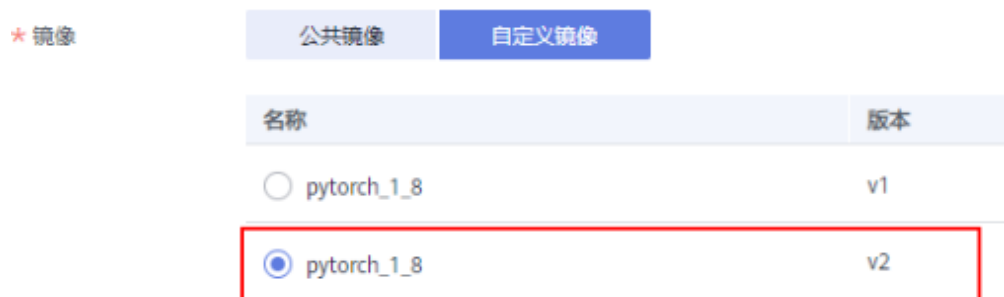 * 镜像 公共镜像 自定义镜像
名称 版本
pytorch_1_8 v1
pytorch_1_8 v2